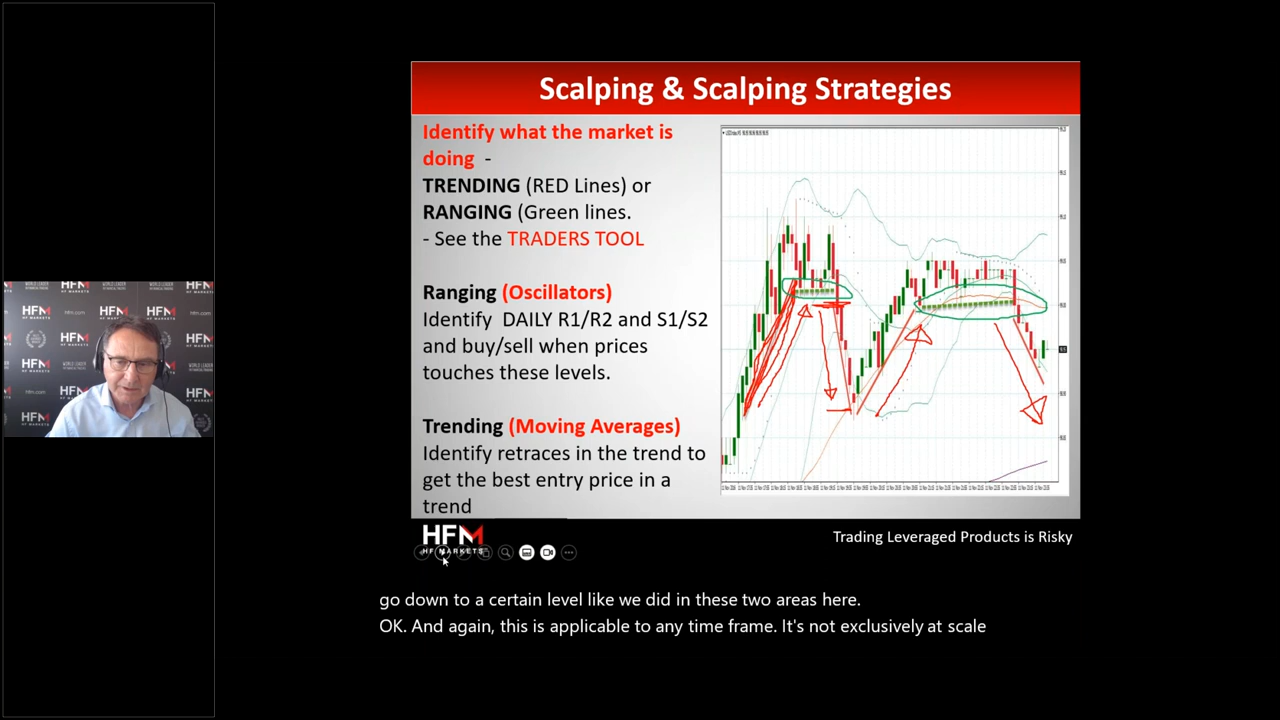 Scalping & Scalping Strategies
Identify what the market is
doing -
TRENDING (RED Lines) or
RANGING (Green lines.
- See the TRADERS TOOL
Ranging (Oscillators)
Identify DAILY R1/R2 and S1/S2
and buy/sell when prices
touches these levels.
Trending (Moving Averages)
Identify retraces in the trend to
get the best entry price in a
trend
HFM
HF MARKETS
Trading Leveraged Products is Risky
go down to a certain level like we did in these two areas here.
OK. And again, this is applicable to any time frame. It's not exclusively at scale
HFM
HFM
HFM